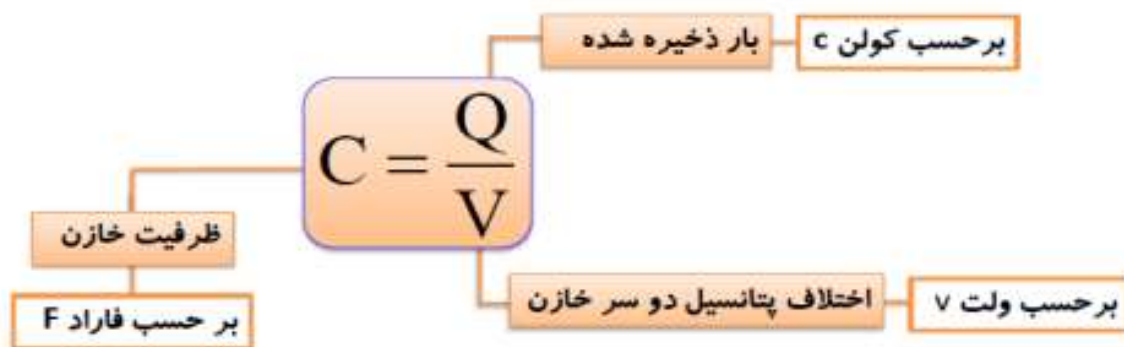 بار ذخیره شده
برحسب کولن c
C = Q/V
ظرفیت خازن
بر حسب فاراد F
اختلاف پتانسیل دو سر خازن
برحسب ولت v